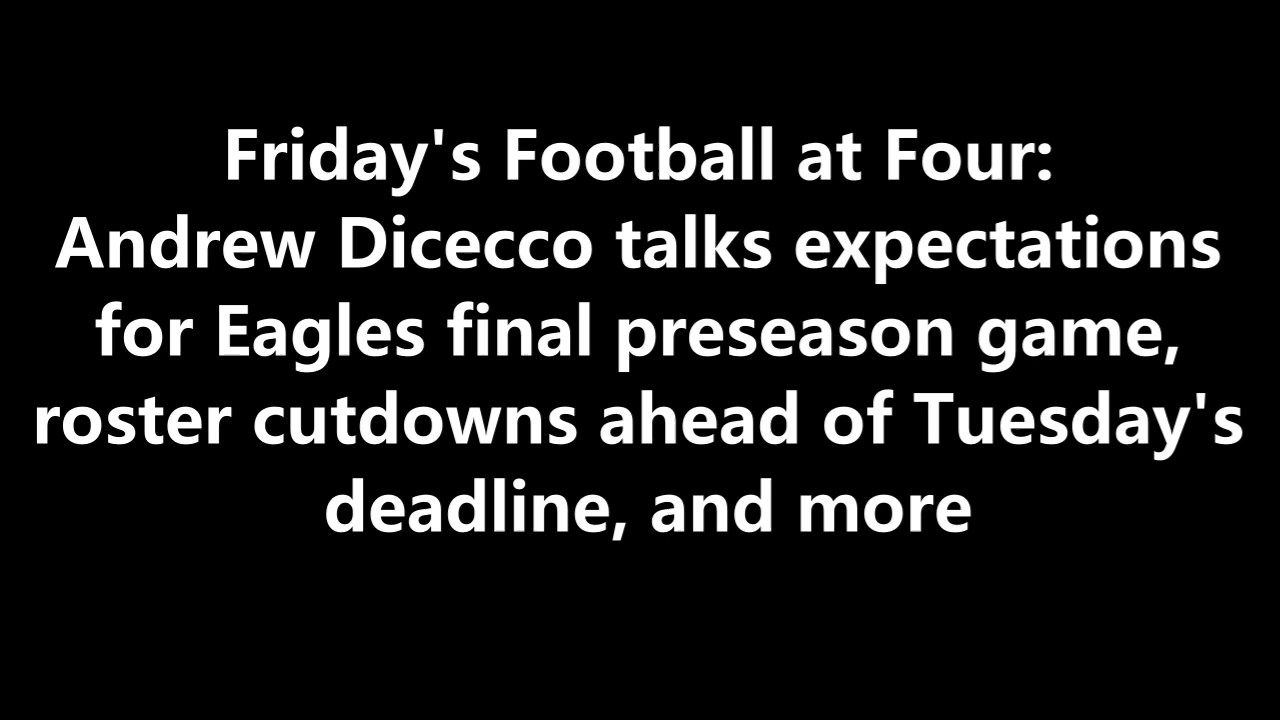 Friday's Football at Four:
Andrew Dicecco talks expectations
for Eagles final preseason game,
roster cutdowns ahead of Tuesday's
deadline, and more